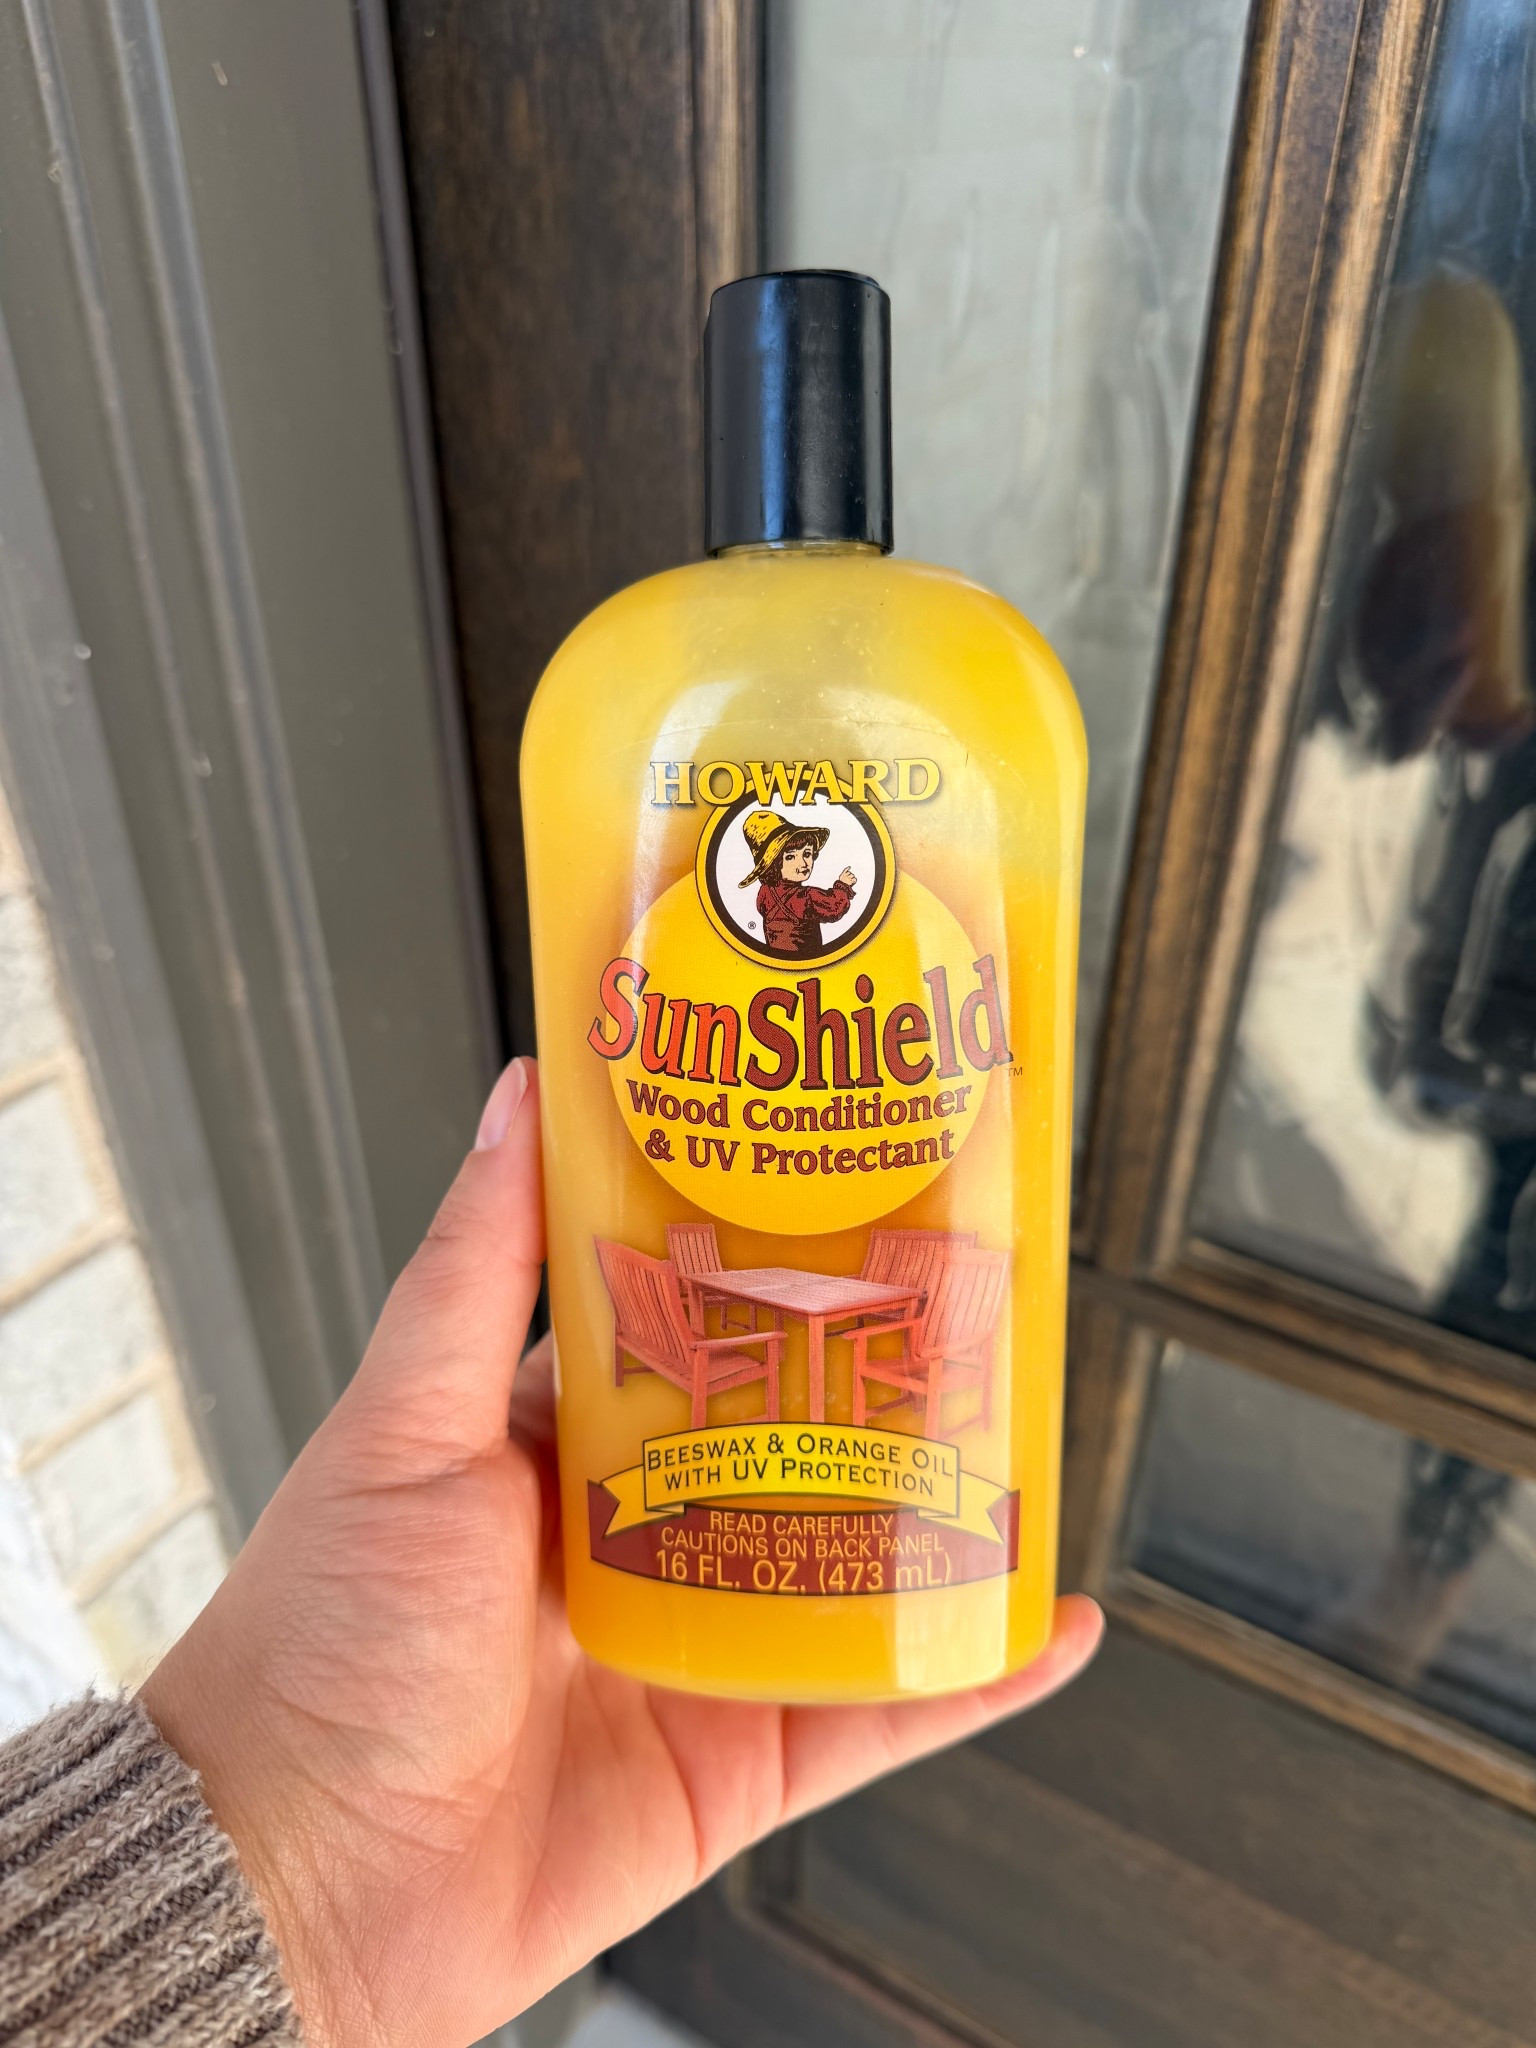 HOWARD
®
SunShield™
Wood Conditioner
& UV Protectant
BEESWAX & ORANGE OIL
WITH UV PROTECTION
READ CAREFULLY
CAUTIONS ON BACK PANEL
16 FL. OZ. (473 mL)